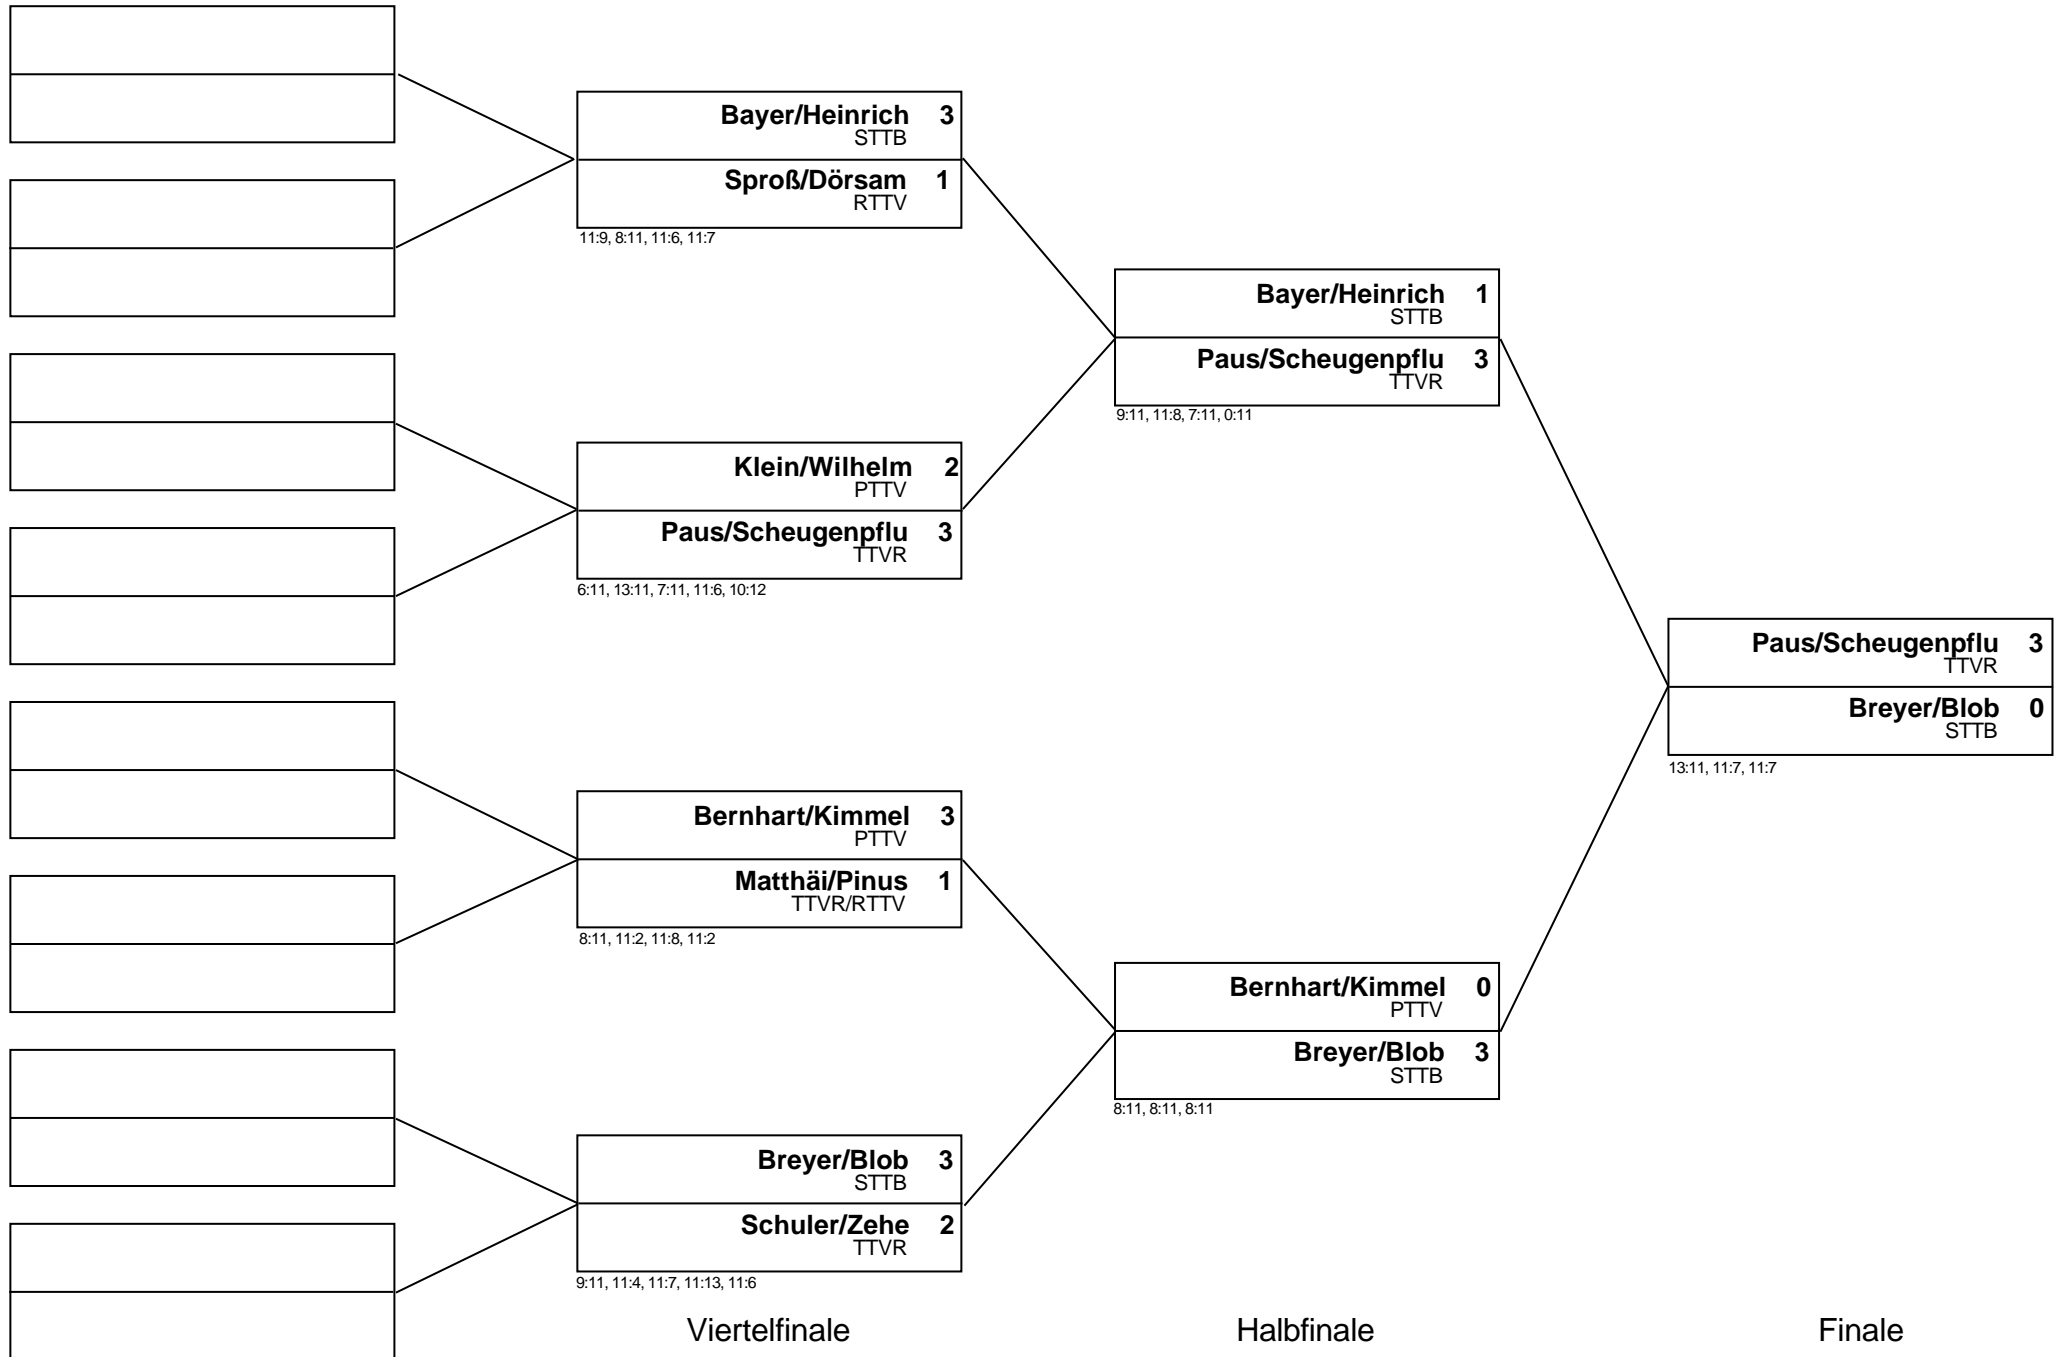 Bayer/Heinrich 3
STTB
Sproß/Dörsam 1
RTTV
11:9, 8:11, 11:6, 11:7
Klein/Wilhelm 2
PTTV
Paus/Scheugenpflu 3
TTVR
6:11, 13:11, 7:11, 11:6, 10:12
Bernhart/Kimmel 3
PTTV
Matthäi/Pinus 1
TTVR/RTTV
8:11, 11:2, 11:8, 11:2
Breyer/Blob 3
STTB
Schuler/Zehe 2
TTVR
9:11, 11:4, 11:7, 11:13, 11:6
Viertelfinale
Bayer/Heinrich 1
STTB
Paus/Scheugenpflu 3
TTVR
9:11, 11:8, 7:11, 0:11
Bernhart/Kimmel 0
PTTV
Breyer/Blob 3
STTB
8:11, 8:11, 8:11
Halbfinale
Paus/Scheugenpflu 3
TTVR
Breyer/Blob 0
STTB
13:11, 11:7, 11:7
Finale